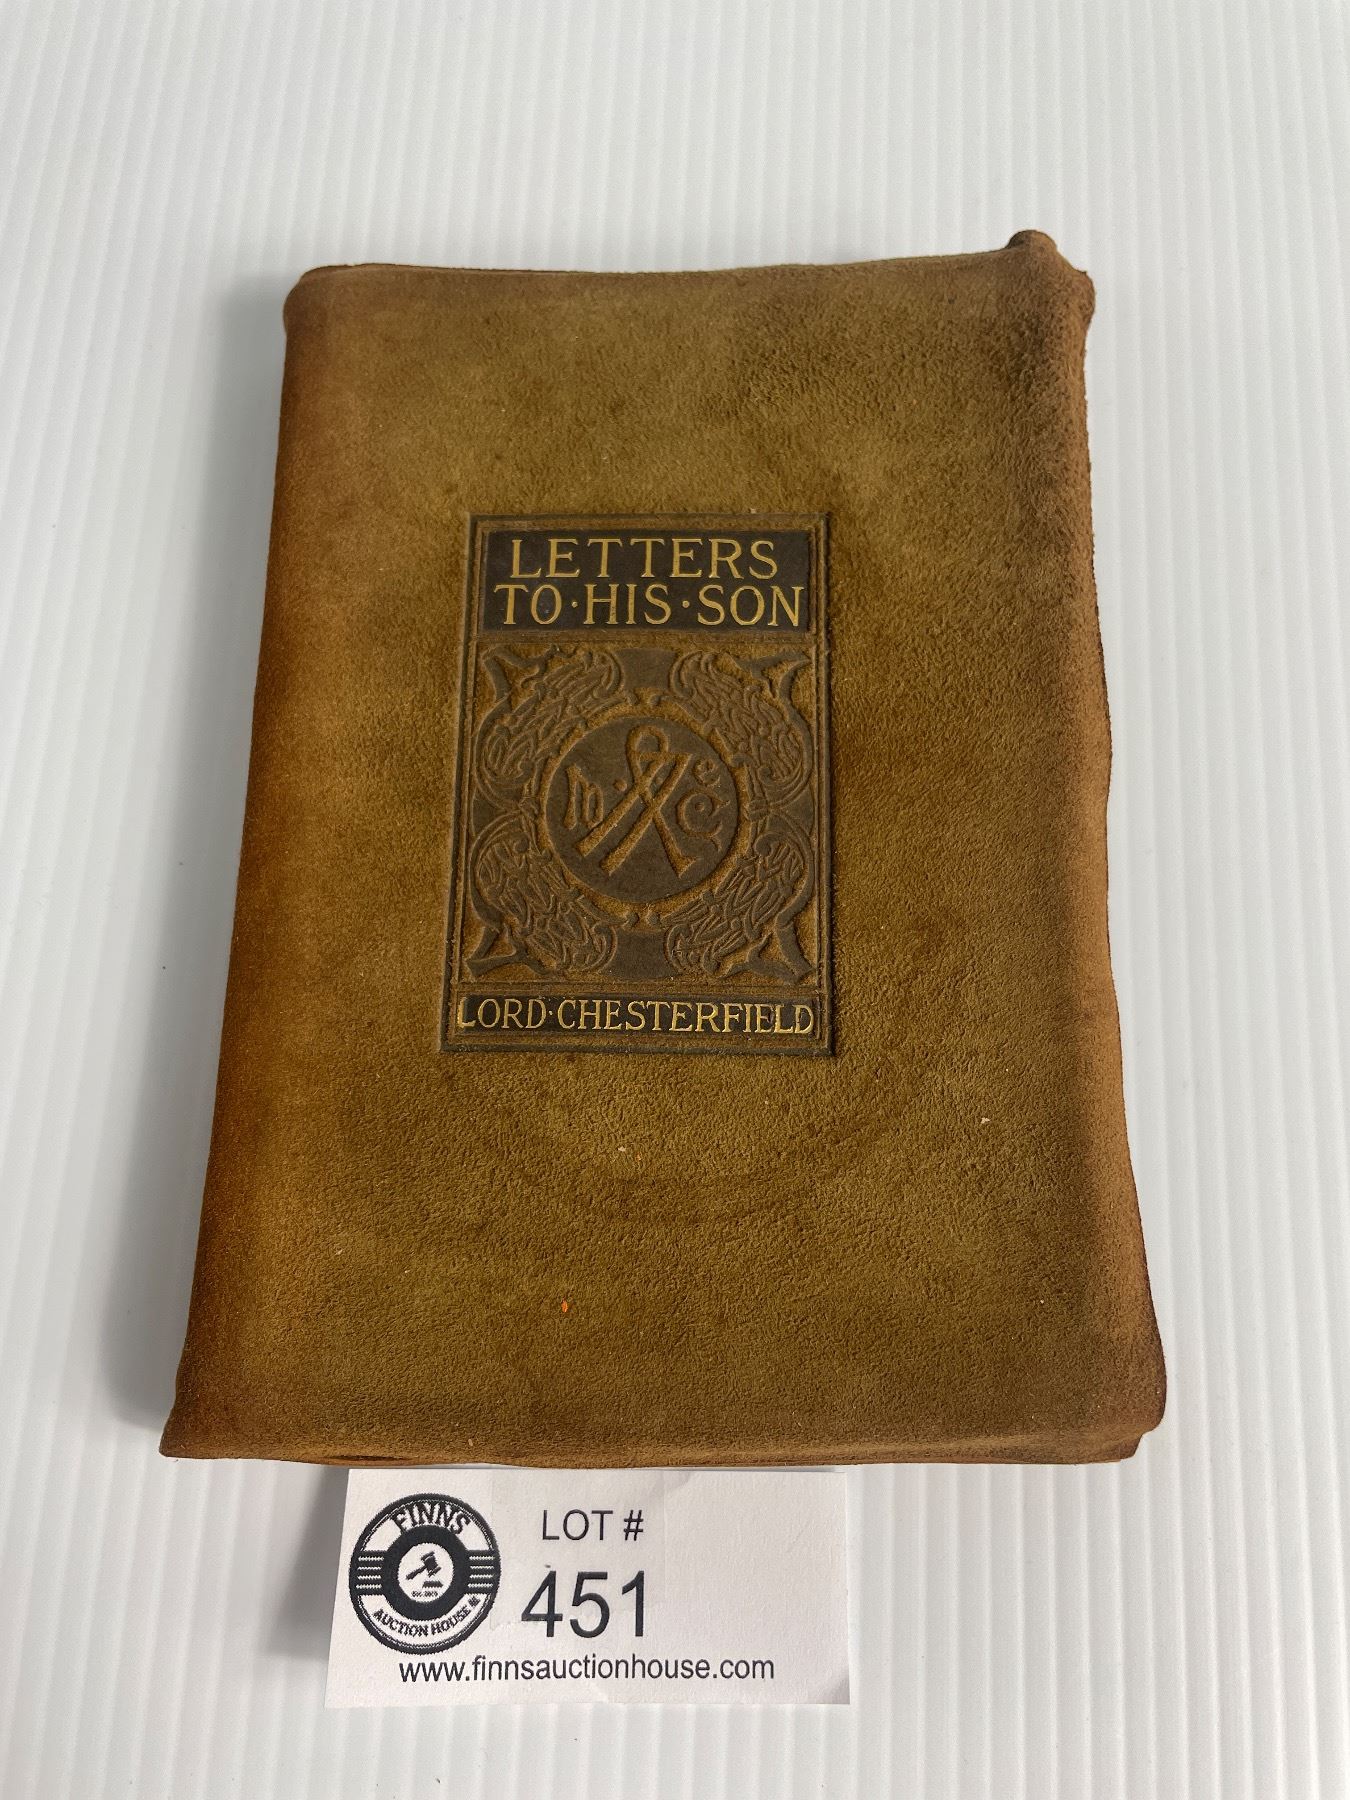 LETTERS
TO·HIS·SON
LORD·CHESTERFIELD
FINNS
AUCTION HOUSE
LOT #
451
www.finnsauctionhouse.com